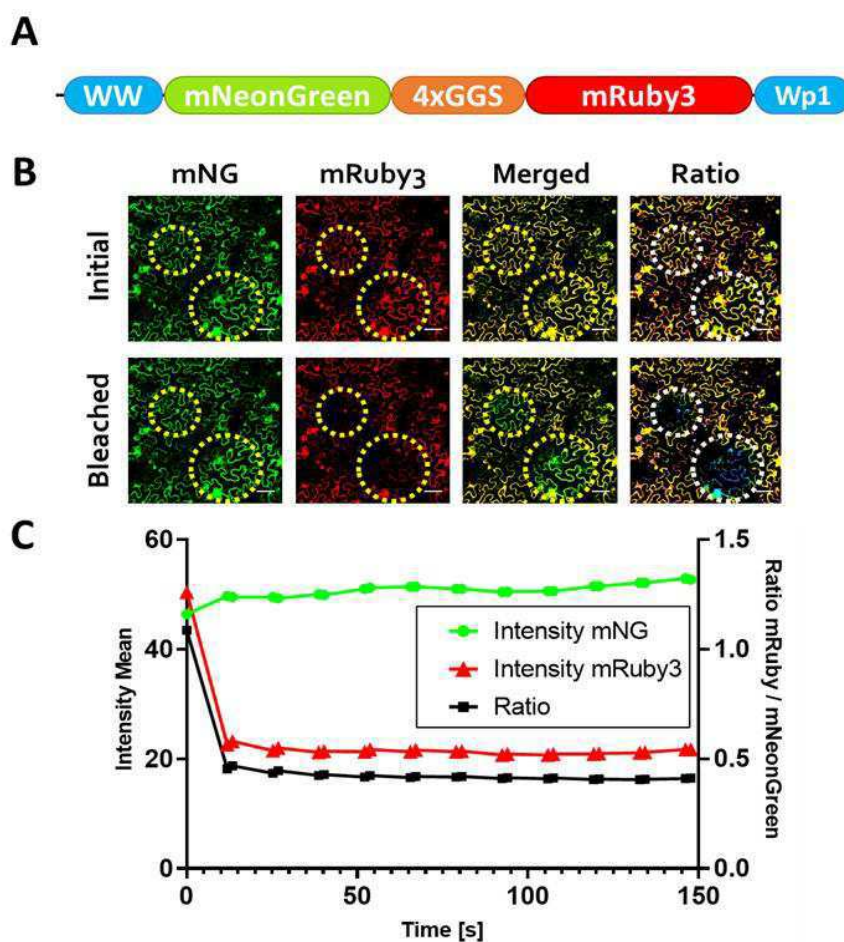 A
WW mNeonGreen 4xGGS mRuby3 Wp1
B
mNG mRuby3 Merged Ratio
Initial
Bleached
C
60
40
20
0
Intensity Mean
Intensity mNG
Intensity mRuby3
Ratio
1.5
1.0
0.5
0.0
Ratio mRuby / mNeonGreen
0 50 100 150
Time [s]